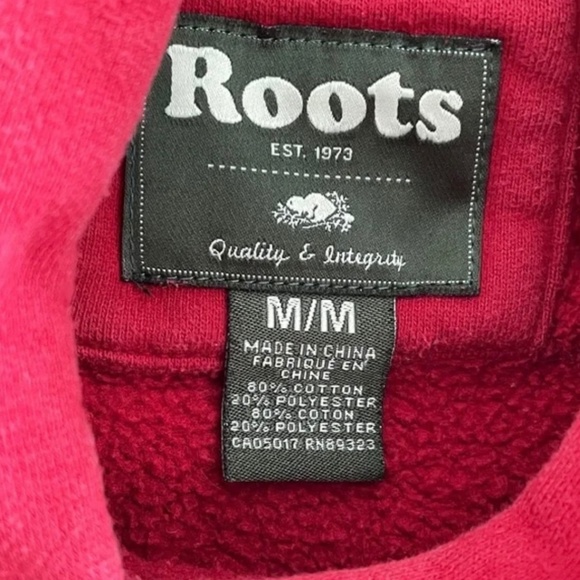 Roots
EST. 1973
Quality & Integrity
M/M
MADE IN CHINA
FABRIQUÉ EN
CHINE
80% COTTON
20% POLYESTER
80% COTON
20% POLYESTER
CA05017 RN89323